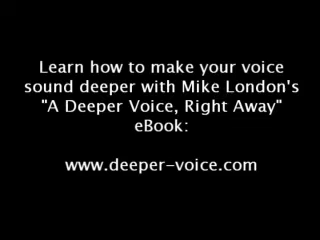 Learn how to make your voice
sound deeper with Mike London's
"A Deeper Voice, Right Away"
eBook:
www.deeper-voice.com